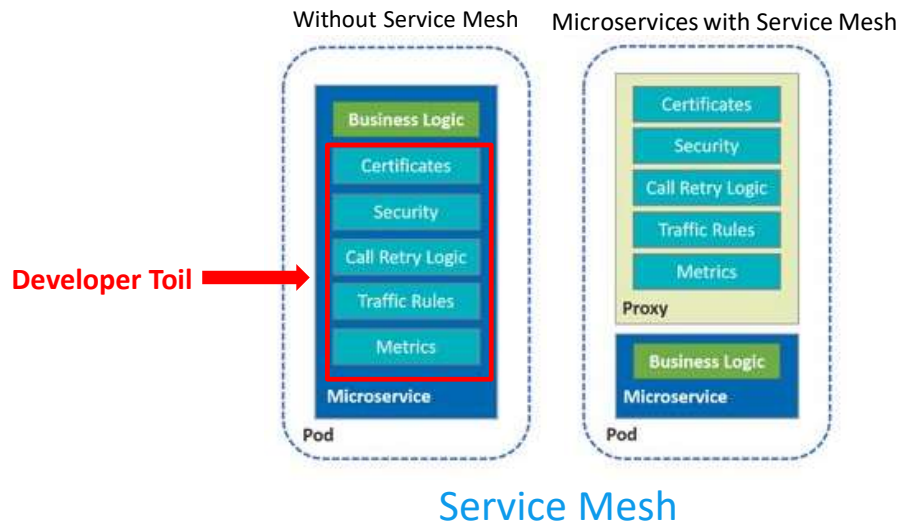 Without Service Mesh
Microservices with Service Mesh
Business Logic
Certificates
Security
Call Retry Logic
Traffic Rules
Metrics
Microservice
Pod
Developer Toil
Certificates
Security
Call Retry Logic
Traffic Rules
Metrics
Proxy
Business Logic
Microservice
Pod
Service Mesh